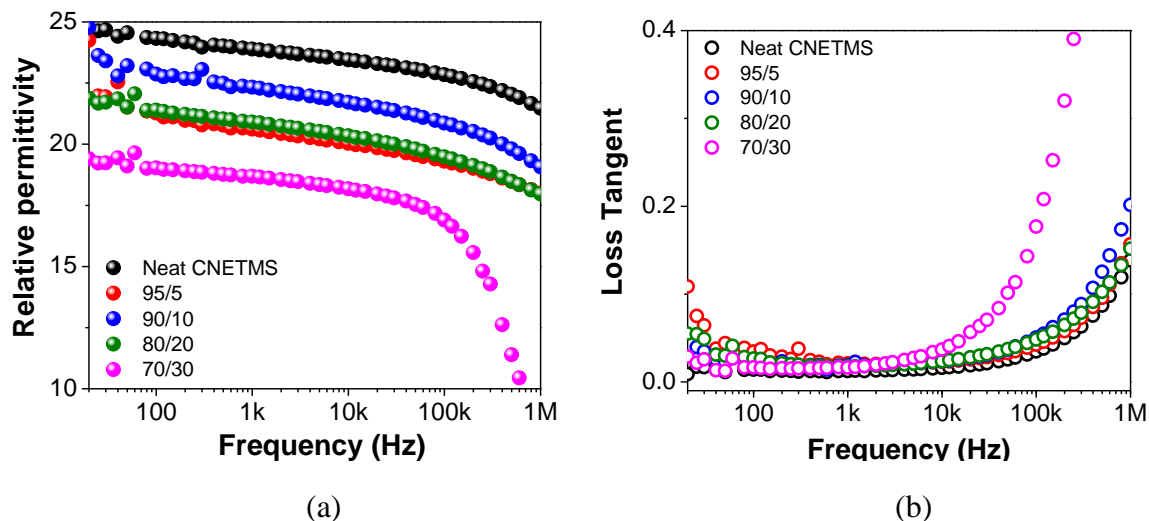 25
20
15
10
Relative permittivity
Neat CNETMS
95/5
90/10
80/20
70/30
100 1k 10k 100k 1M
Frequency (Hz)
(a)
0.4
0.2
0.0
Loss Tangent
Neat CNETMS
95/5
90/10
80/20
70/30
100 1k 10k 100k 1M
Frequency (Hz)
(b)